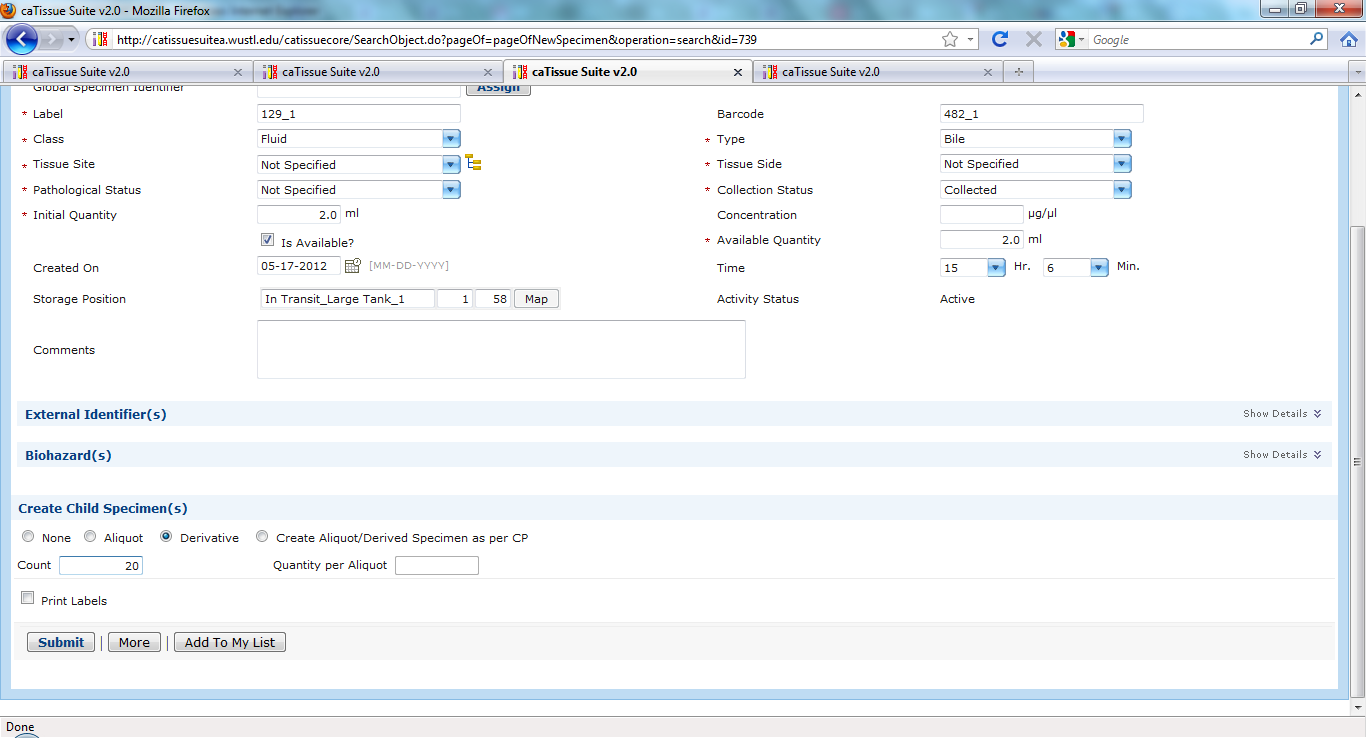 caTissue Suite v2.0 - Mozilla Firefox
http://catissuesuitea.wustl.edu/catissuecore/SearchObject.do?pageOf=pageOfNewSpecimen&operation=search&id=739
Google
caTissue Suite v2.0 caTissue Suite v2.0 caTissue Suite v2.0 caTissue Suite v2.0
Global Specimen Identifier Assign
* Label 129_1 Barcode 482_1
* Class Fluid * Type Bile
* Tissue Site Not Specified * Tissue Side Not Specified
* Pathological Status Not Specified * Collection Status Collected
* Initial Quantity 2.0 ml Concentration µg/µl
Is Available? * Available Quantity 2.0 ml
Created On 05-17-2012 [MM-DD-YYYY] Time 15 Hr. 6 Min.
Storage Position In Transit_Large Tank_1 1 58 Map Activity Status Active
Comments
External Identifier(s) Show Details
Biohazard(s) Show Details
Create Child Specimen(s)
None Aliquot Derivative Create Aliquot/Derived Specimen as per CP
Count 20 Quantity per Aliquot
Print Labels
Submit | More | Add To My List
Done